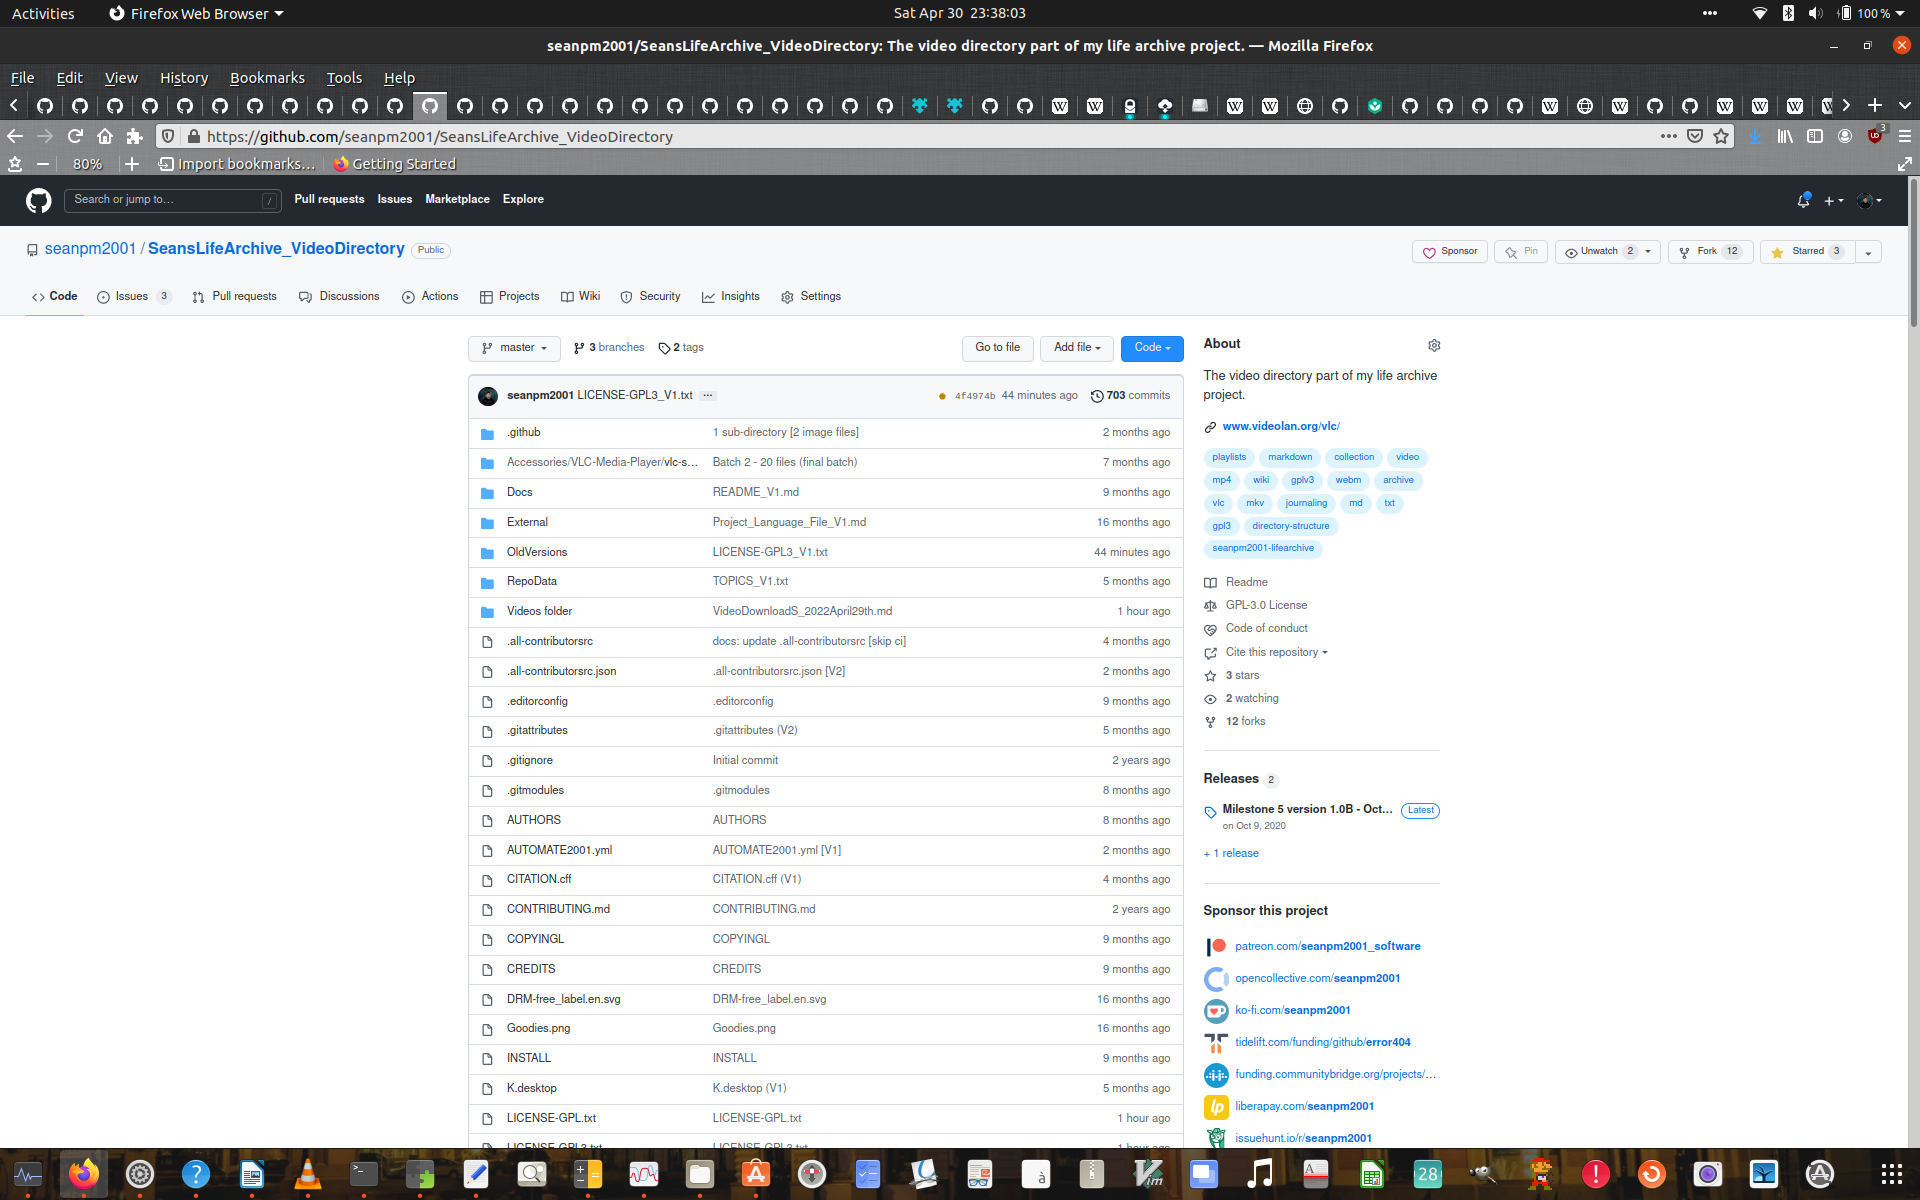 Activities Firefox Web Browser Sat Apr 30 23:38:03 100 %
seanpm2001/SeansLifeArchive_VideoDirectory: The video directory part of my life archive project. — Mozilla Firefox
File Edit View History Bookmarks Tools Help
https://github.com/seanpm2001/SeansLifeArchive_VideoDirectory 3
80% Import bookmarks... Getting Started
Search or jump to... / Pull requests Issues Marketplace Explore
seanpm2001 / SeansLifeArchive_VideoDirectory Public Sponsor Pin Unwatch 2 Fork 12 Starred 3
Code Issues 3 Pull requests Discussions Actions Projects Wiki Security Insights Settings
master 3 branches 2 tags Go to file Add file Code
seanpm2001 LICENSE-GPL3_V1.txt ... 4f4974b 44 minutes ago 703 commits
.github 1 sub-directory [2 image files] 2 months ago
Accessories/VLC-Media-Player/vlc-s... Batch 2 - 20 files (final batch) 7 months ago
Docs README_V1.md 9 months ago
External Project_Language_File_V1.md 16 months ago
OldVersions LICENSE-GPL3_V1.txt 44 minutes ago
RepoData TOPICS_V1.txt 5 months ago
Videos folder VideoDownloadS_2022April29th.md 1 hour ago
.all-contributorsrc docs: update .all-contributorsrc [skip ci] 4 months ago
.all-contributorsrc.json .all-contributorsrc.json [V2] 2 months ago
.editorconfig .editorconfig 9 months ago
.gitattributes .gitattributes (V2) 5 months ago
.gitignore Initial commit 2 years ago
.gitmodules .gitmodules 8 months ago
AUTHORS AUTHORS 8 months ago
AUTOMATE2001.yml AUTOMATE2001.yml [V1] 2 months ago
CITATION.cff CITATION.cff (V1) 4 months ago
CONTRIBUTING.md CONTRIBUTING.md 2 years ago
COPYINGL COPYINGL 9 months ago
CREDITS CREDITS 9 months ago
DRM-free_label.en.svg DRM-free_label.en.svg 16 months ago
Goodies.png Goodies.png 16 months ago
INSTALL INSTALL 9 months ago
K.desktop K.desktop (V1) 5 months ago
LICENSE-GPL.txt LICENSE-GPL.txt 1 hour ago
LICENSE-GPL3.txt LICENSE-GPL3.txt 1 hour ago
About
The video directory part of my life archive
project.
www.videolan.org/vlc/
playlists markdown collection video
mp4 wiki gplv3 webm archive
vlc mkv journaling md txt
gpl3 directory-structure
seanpm2001-lifearchive
Readme
GPL-3.0 License
Code of conduct
Cite this repository
3 stars
2 watching
12 forks
Releases 2
Milestone 5 version 1.0B - Oct... Latest
on Oct 9, 2020
+ 1 release
Sponsor this project
patreon.com/seanpm2001_software
opencollective.com/seanpm2001
ko-fi.com/seanpm2001
tidelift.com/funding/github/error404
funding.communitybridge.org/projects/...
liberapay.com/seanpm2001
issuehunt.io/r/seanpm2001
28